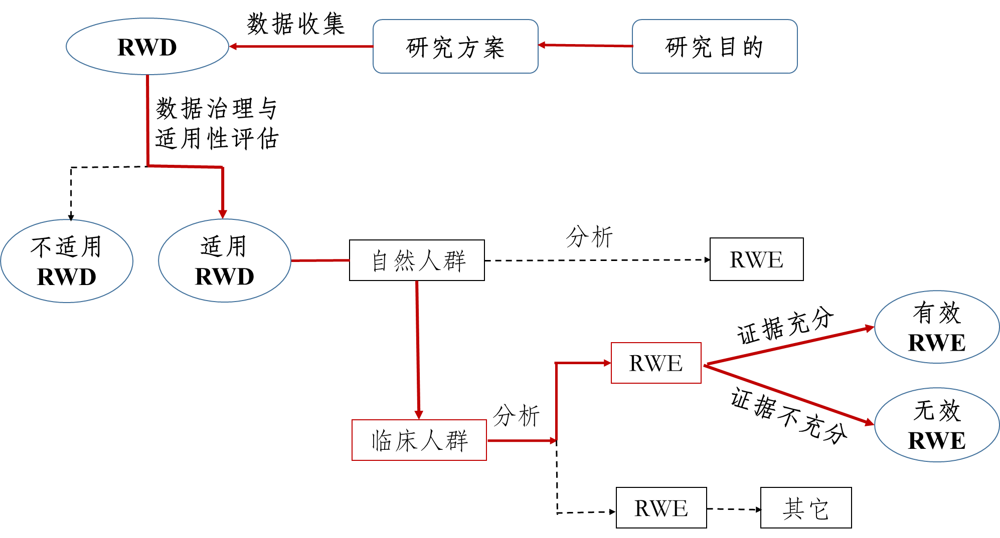 RWD
数据收集
研究方案
研究目的
数据治理与
适用性评估
不适用
RWD
适用
RWD
自然人群
分析
RWE
临床人群
分析
RWE
证据充分
有效
RWE
证据不充分
无效
RWE
RWE
其它